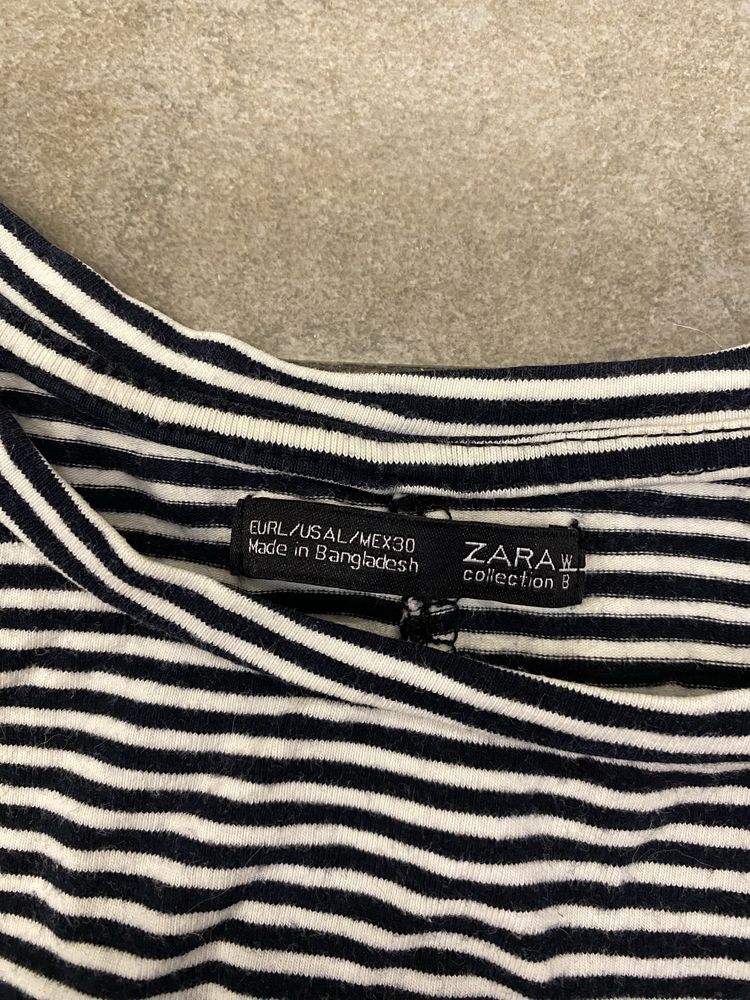 EURL/USAL/MEX30
Made in Bangladesh
ZARA W
collection B